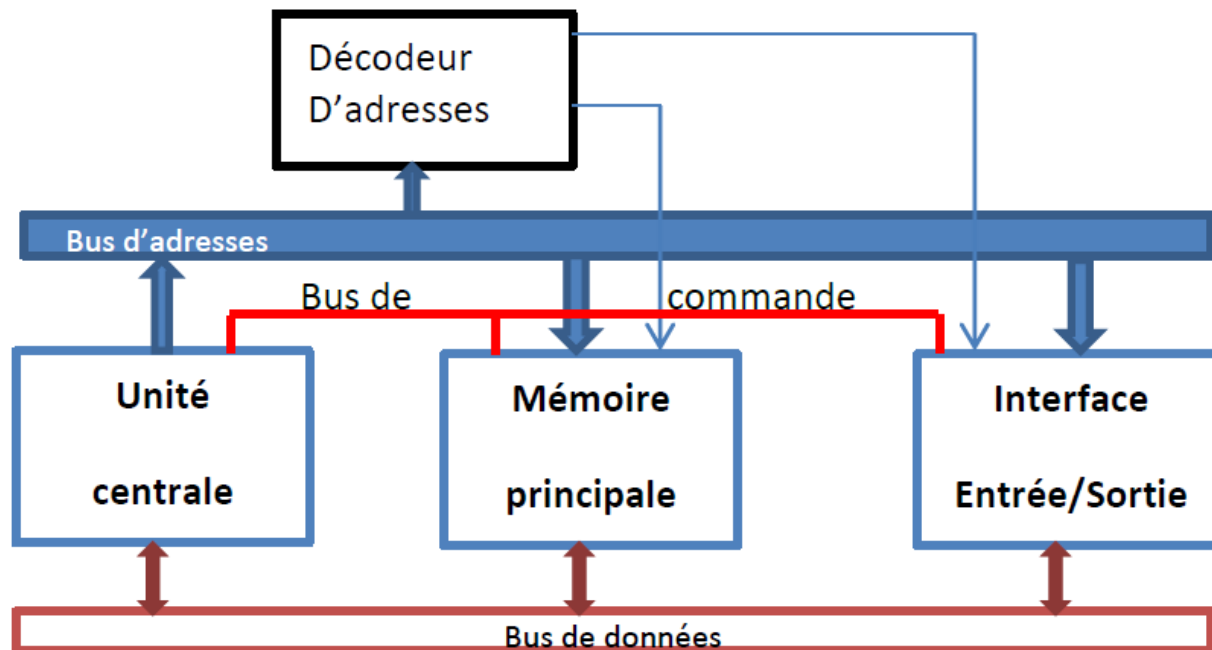 Décodeur
D’adresses
Bus d’adresses
Bus de commande
Unité
centrale
Mémoire
principale
Interface
Entrée/Sortie
Bus de données